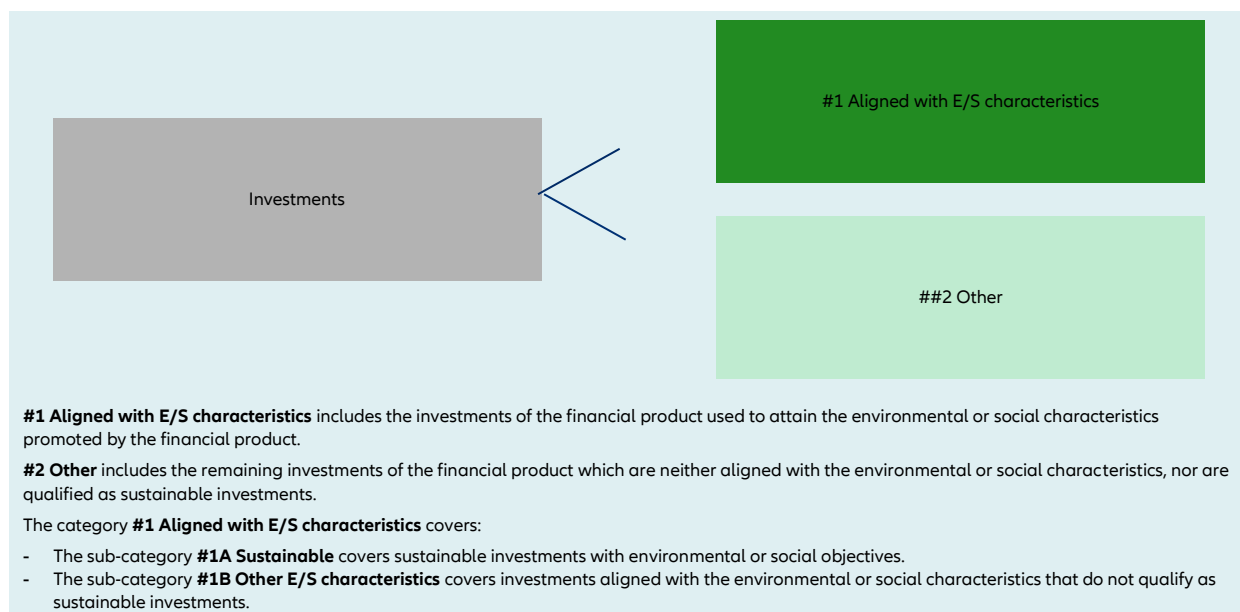 #1 Aligned with E/S characteristics
Investments
##2 Other
#1 Aligned with E/S characteristics includes the investments of the financial product used to attain the environmental or social characteristics
promoted by the financial product.
#2 Other includes the remaining investments of the financial product which are neither aligned with the environmental or social characteristics, nor are
qualified as sustainable investments.
The category #1 Aligned with E/S characteristics covers:
- The sub-category #1A Sustainable covers sustainable investments with environmental or social objectives.
- The sub-category #1B Other E/S characteristics covers investments aligned with the environmental or social characteristics that do not qualify as
sustainable investments.